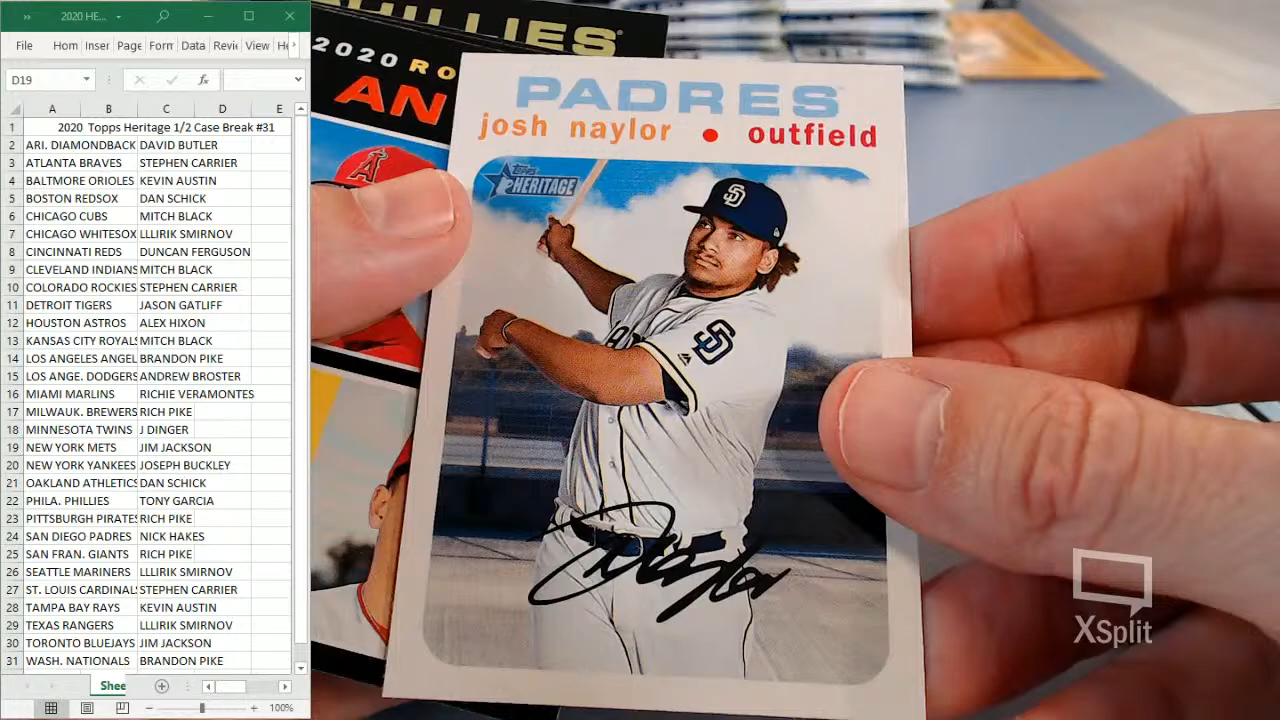 2020 HE...
File Hom Inser Page Forn Data Revie View He
D19
fx
A B C D E
1 2020 Topps Heritage 1/2 Case Break #31
2 ARI. DIAMONDBACK DAVID BUTLER
3 ATLANTA BRAVES STEPHEN CARRIER
4 BALTMORE ORIOLES KEVIN AUSTIN
5 BOSTON REDSOX DAN SCHICK
6 CHICAGO CUBS MITCH BLACK
7 CHICAGO WHITESOX LLLIRIK SMIRNOV
8 CINCINNATI REDS DUNCAN FERGUSON
9 CLEVELAND INDIANS MITCH BLACK
10 COLORADO ROCKIES STEPHEN CARRIER
11 DETROIT TIGERS JASON GATLIFF
12 HOUSTON ASTROS ALEX HIXON
13 KANSAS CITY ROYALS MITCH BLACK
14 LOS ANGELES ANGEL BRANDON PIKE
15 LOS ANGE. DODGERS ANDREW BROSTER
16 MIAMI MARLINS RICHIE VERAMONTES
17 MILWAUK. BREWERS RICH PIKE
18 MINNESOTA TWINS J DINGER
19 NEW YORK METS JIM JACKSON
20 NEW YORK YANKEES JOSEPH BUCKLEY
21 OAKLAND ATHLETICS DAN SCHICK
22 PHILA. PHILLIES TONY GARCIA
23 PITTSBURGH PIRATES RICH PIKE
24 SAN DIEGO PADRES NICK HAKES
25 SAN FRAN. GIANTS RICH PIKE
26 SEATTLE MARINERS LLLIRIK SMIRNOV
27 ST. LOUIS CARDINALS STEPHEN CARRIER
28 TAMPA BAY RAYS KEVIN AUSTIN
29 TEXAS RANGERS LLLIRIK SMIRNOV
30 TORONTO BLUEJAYS JIM JACKSON
31 WASH. NATIONALS BRANDON PIKE
Shee
100%
PHILLIES
2020 RO
AN
A
PADRES
josh naylor • outfield
Topps
HERITAGE
SD
SD
J Naylor
XSplit